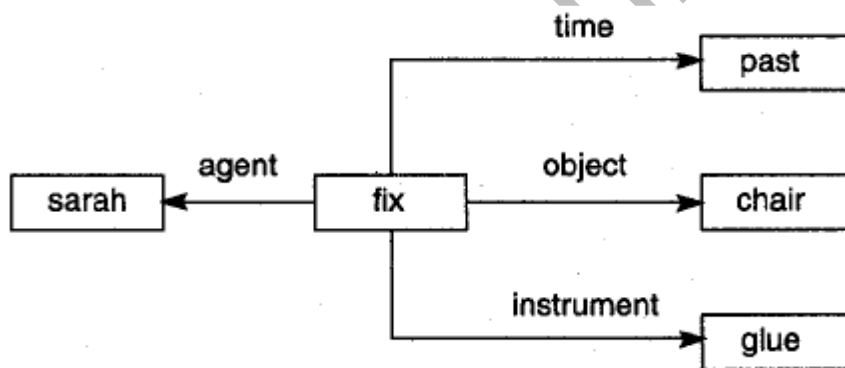 time
past
agent
object
sarah
fix
chair
instrument
glue